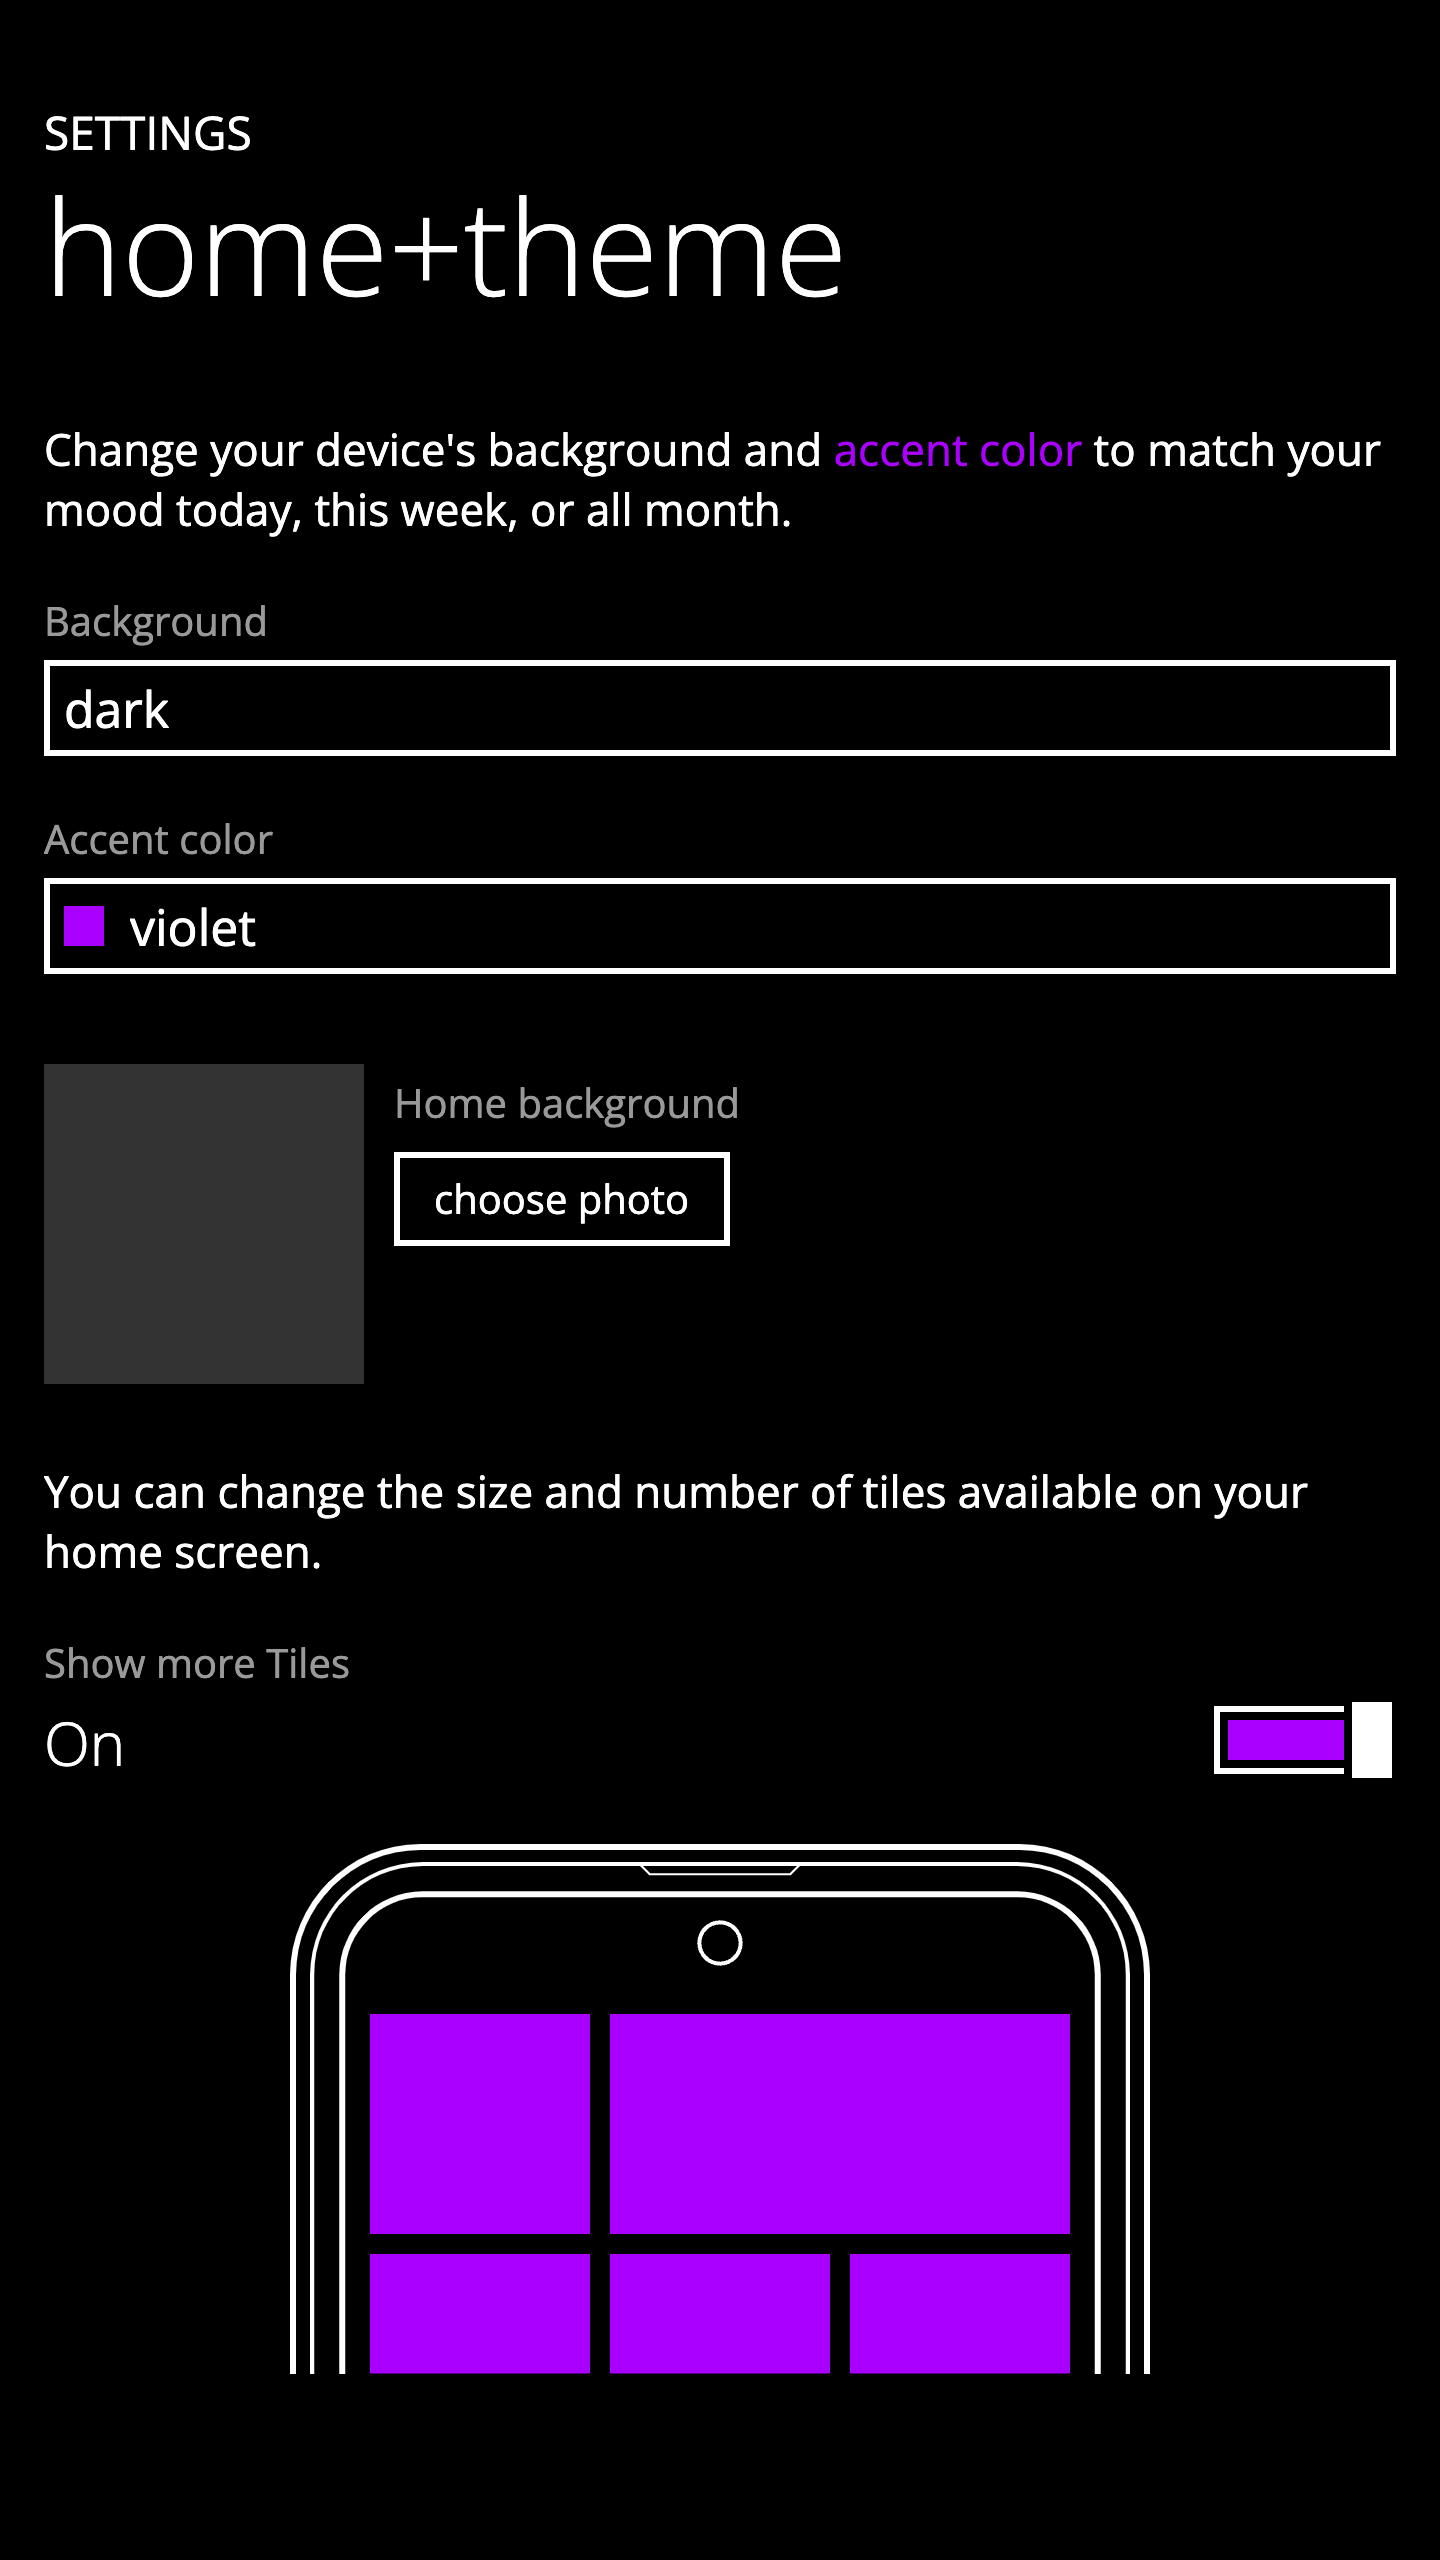 SETTINGS
home+theme
Change your device's background and accent color to match your
mood today, this week, or all month.
Background
dark
Accent color
violet
Home background
choose photo
You can change the size and number of tiles available on your
home screen.
Show more Tiles
On